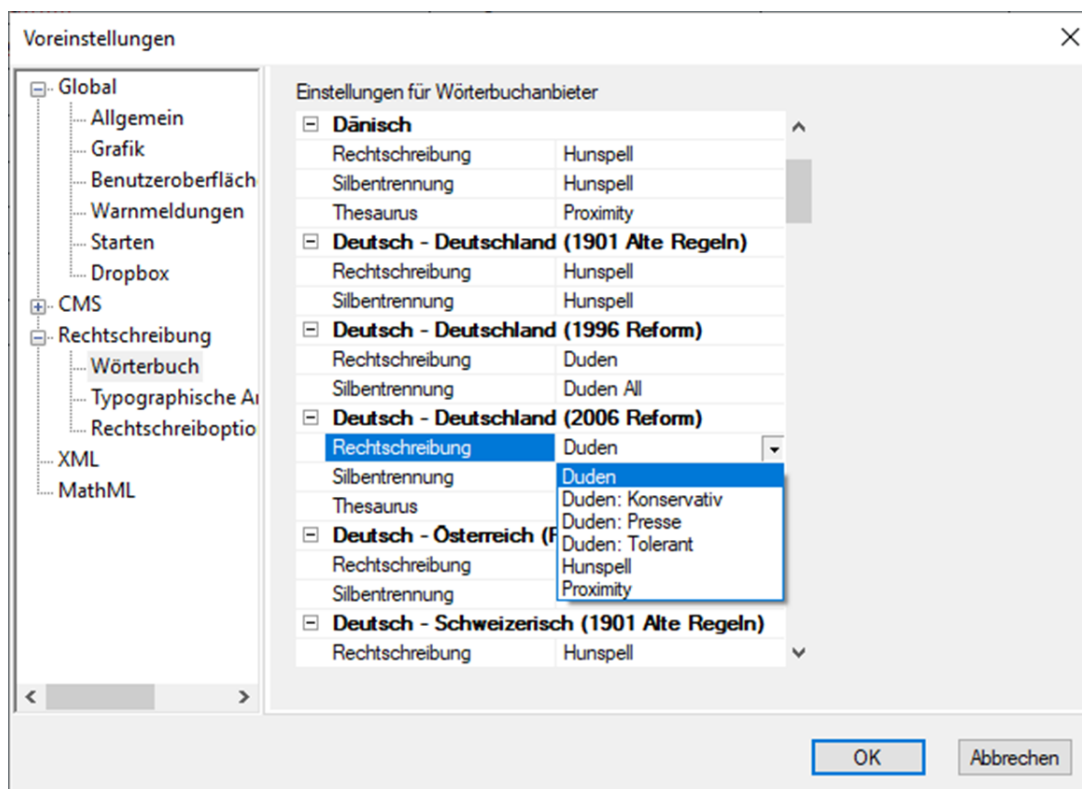 Voreinstellungen
Global
Allgemein
Grafik
Benutzeroberfläch
Warnmeldungen
Starten
Dropbox
CMS
Rechtschreibung
Wörterbuch
Typographische A
Rechtschreiboptio
XML
MathML
Einstellungen für Wörterbuchanbieter
Dänisch
Rechtschreibung Hunspell
Silbentrennung Hunspell
Thesaurus Proximity
Deutsch - Deutschland (1901 Alte Regeln)
Rechtschreibung Hunspell
Silbentrennung Hunspell
Deutsch - Deutschland (1996 Reform)
Rechtschreibung Duden
Silbentrennung Duden All
Deutsch - Deutschland (2006 Reform)
Rechtschreibung Duden
Silbentrennung
Thesaurus
Duden
Duden: Konservativ
Duden: Presse
Duden: Tolerant
Hunspell
Proximity
Deutsch - Österreich (
Rechtschreibung
Silbentrennung
Deutsch - Schweizerisch (1901 Alte Regeln)
Rechtschreibung Hunspell
OK
Abbrechen